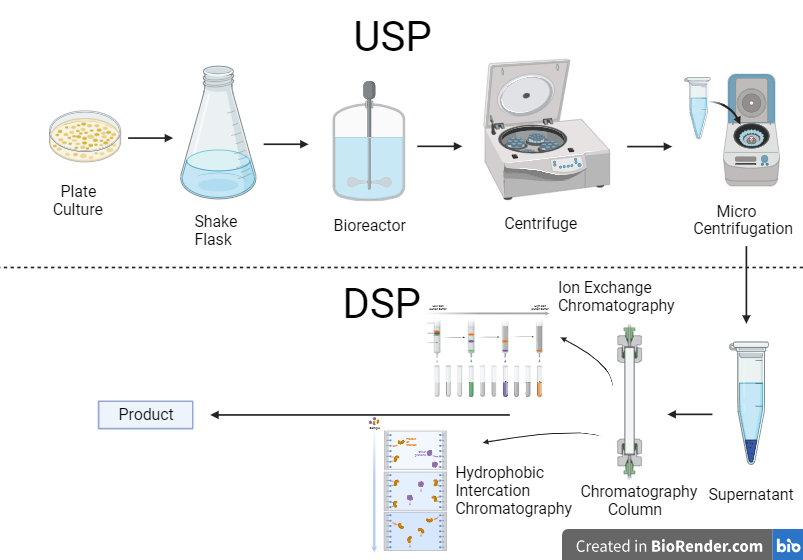 USP
Plate
Culture
Shake
Flask
Bioreactor
Centrifuge
Micro
Centrifugation
DSP
Ion Exchange
Chromatography
Product
Hydrophobic
Intercation
Chromatography
Chromatography
Column
Supernatant
Created in BioRender.com bio